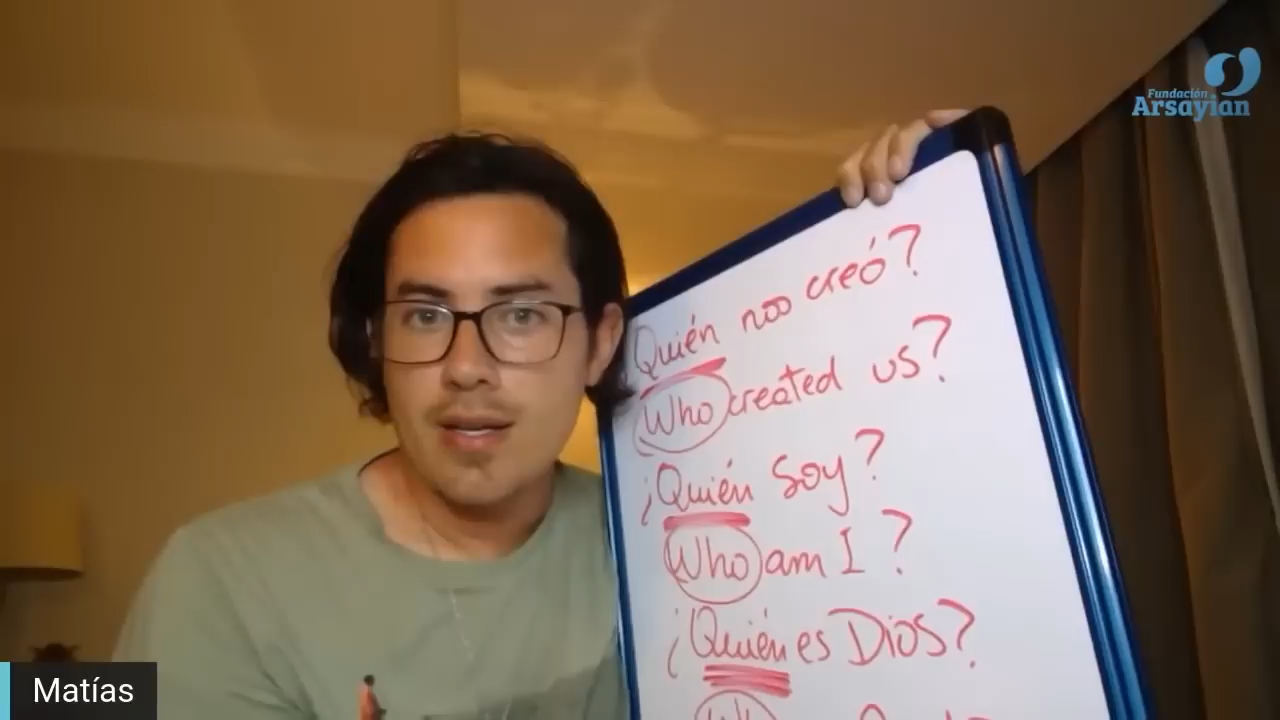 Fundación
Arsayian
Quién nos creó?
Who created us?
¿Quién Soy?
Who am I?
¿Quién es Dios?
Matías